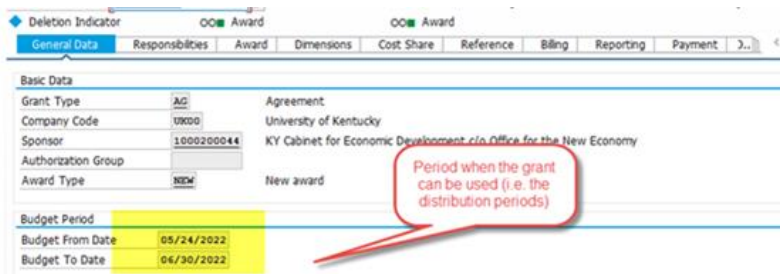 Deletion Indicator Award Award
General Data Responsibilities Award Dimensions Cost Share Reference Billing Reporting Payment
Basic Data
Grant Type AG Agreement
Company Code UK00 University of Kentucky
Sponsor 1000200044 KY Cabinet for Economic Development c/o Office for the New Economy
Authorization Group
Award Type NEW New award
Period when the grant
can be used (i.e. the
distribution periods)
Budget Period
Budget From Date 05/24/2022
Budget To Date 06/30/2022